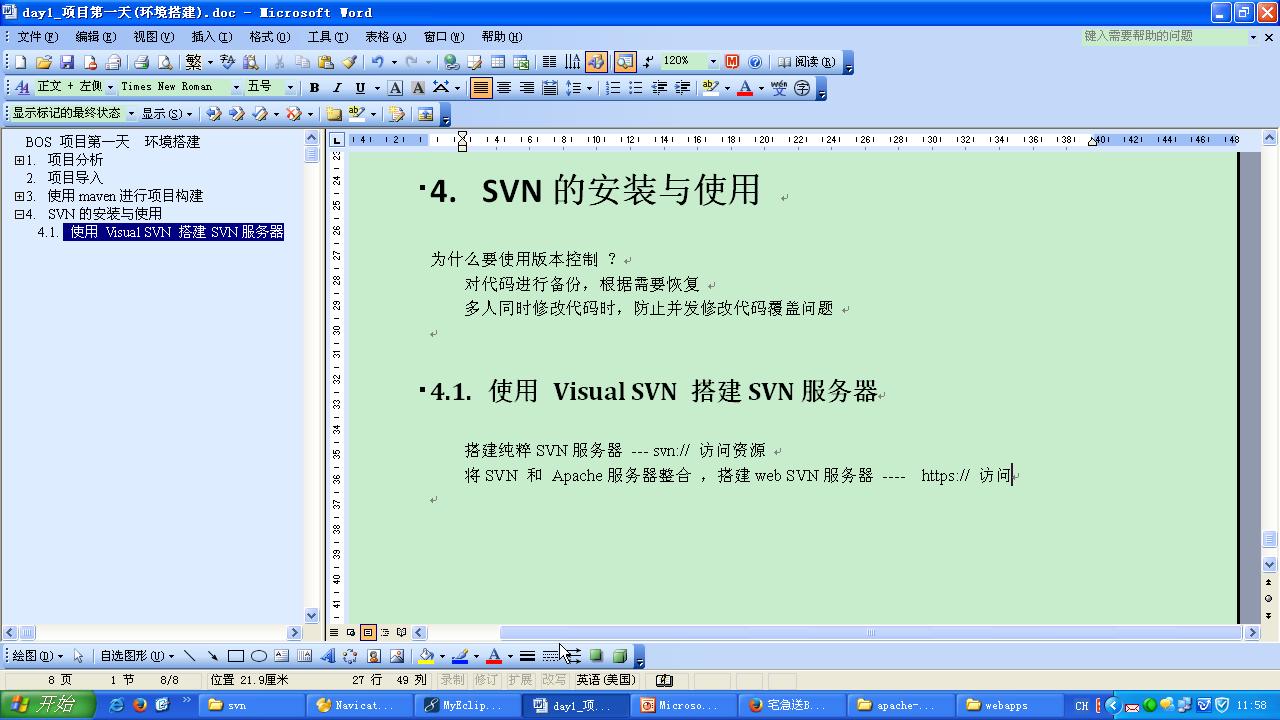 day1_项目第一天(环境搭建).doc - Microsoft Word
文件(F) 编辑(E) 视图(V) 插入(I) 格式(O) 工具(T) 表格(A) 窗口(W) 帮助(H) 键入需要帮助的问题
繁 120% 阅读(R)
正文 + 左侧 Times New Roman 五号 B I U A A A wén 字
显示标记的最终状态 显示(S)
BOS 项目第一天 环境搭建
1 项目分析
2. 项目导入
3. 使用maven进行项目构建
4. SVN的安装与使用
4.1. 使用 Visual SVN 搭建SVN服务器
4. SVN 的安装与使用
为什么要使用版本控制 ？
对代码进行备份，根据需要恢复
多人同时修改代码时，防止并发修改代码覆盖问题
4.1. 使用 Visual SVN 搭建 SVN 服务器
搭建纯粹 SVN 服务器 --- svn:// 访问资源
将 SVN 和 Apache 服务器整合 ，搭建 web SVN 服务器 ---- https:// 访问
绘图(D) 自选图形(U)
8 页 1 节 8/8 位置 21.9厘米 27 行 49 列 录制 修订 扩展 改写 英语(美国)
开始 svn Navicat... MyEclip... day1_项... Microso... 宅急送B... apache-... webapps CH 11:58